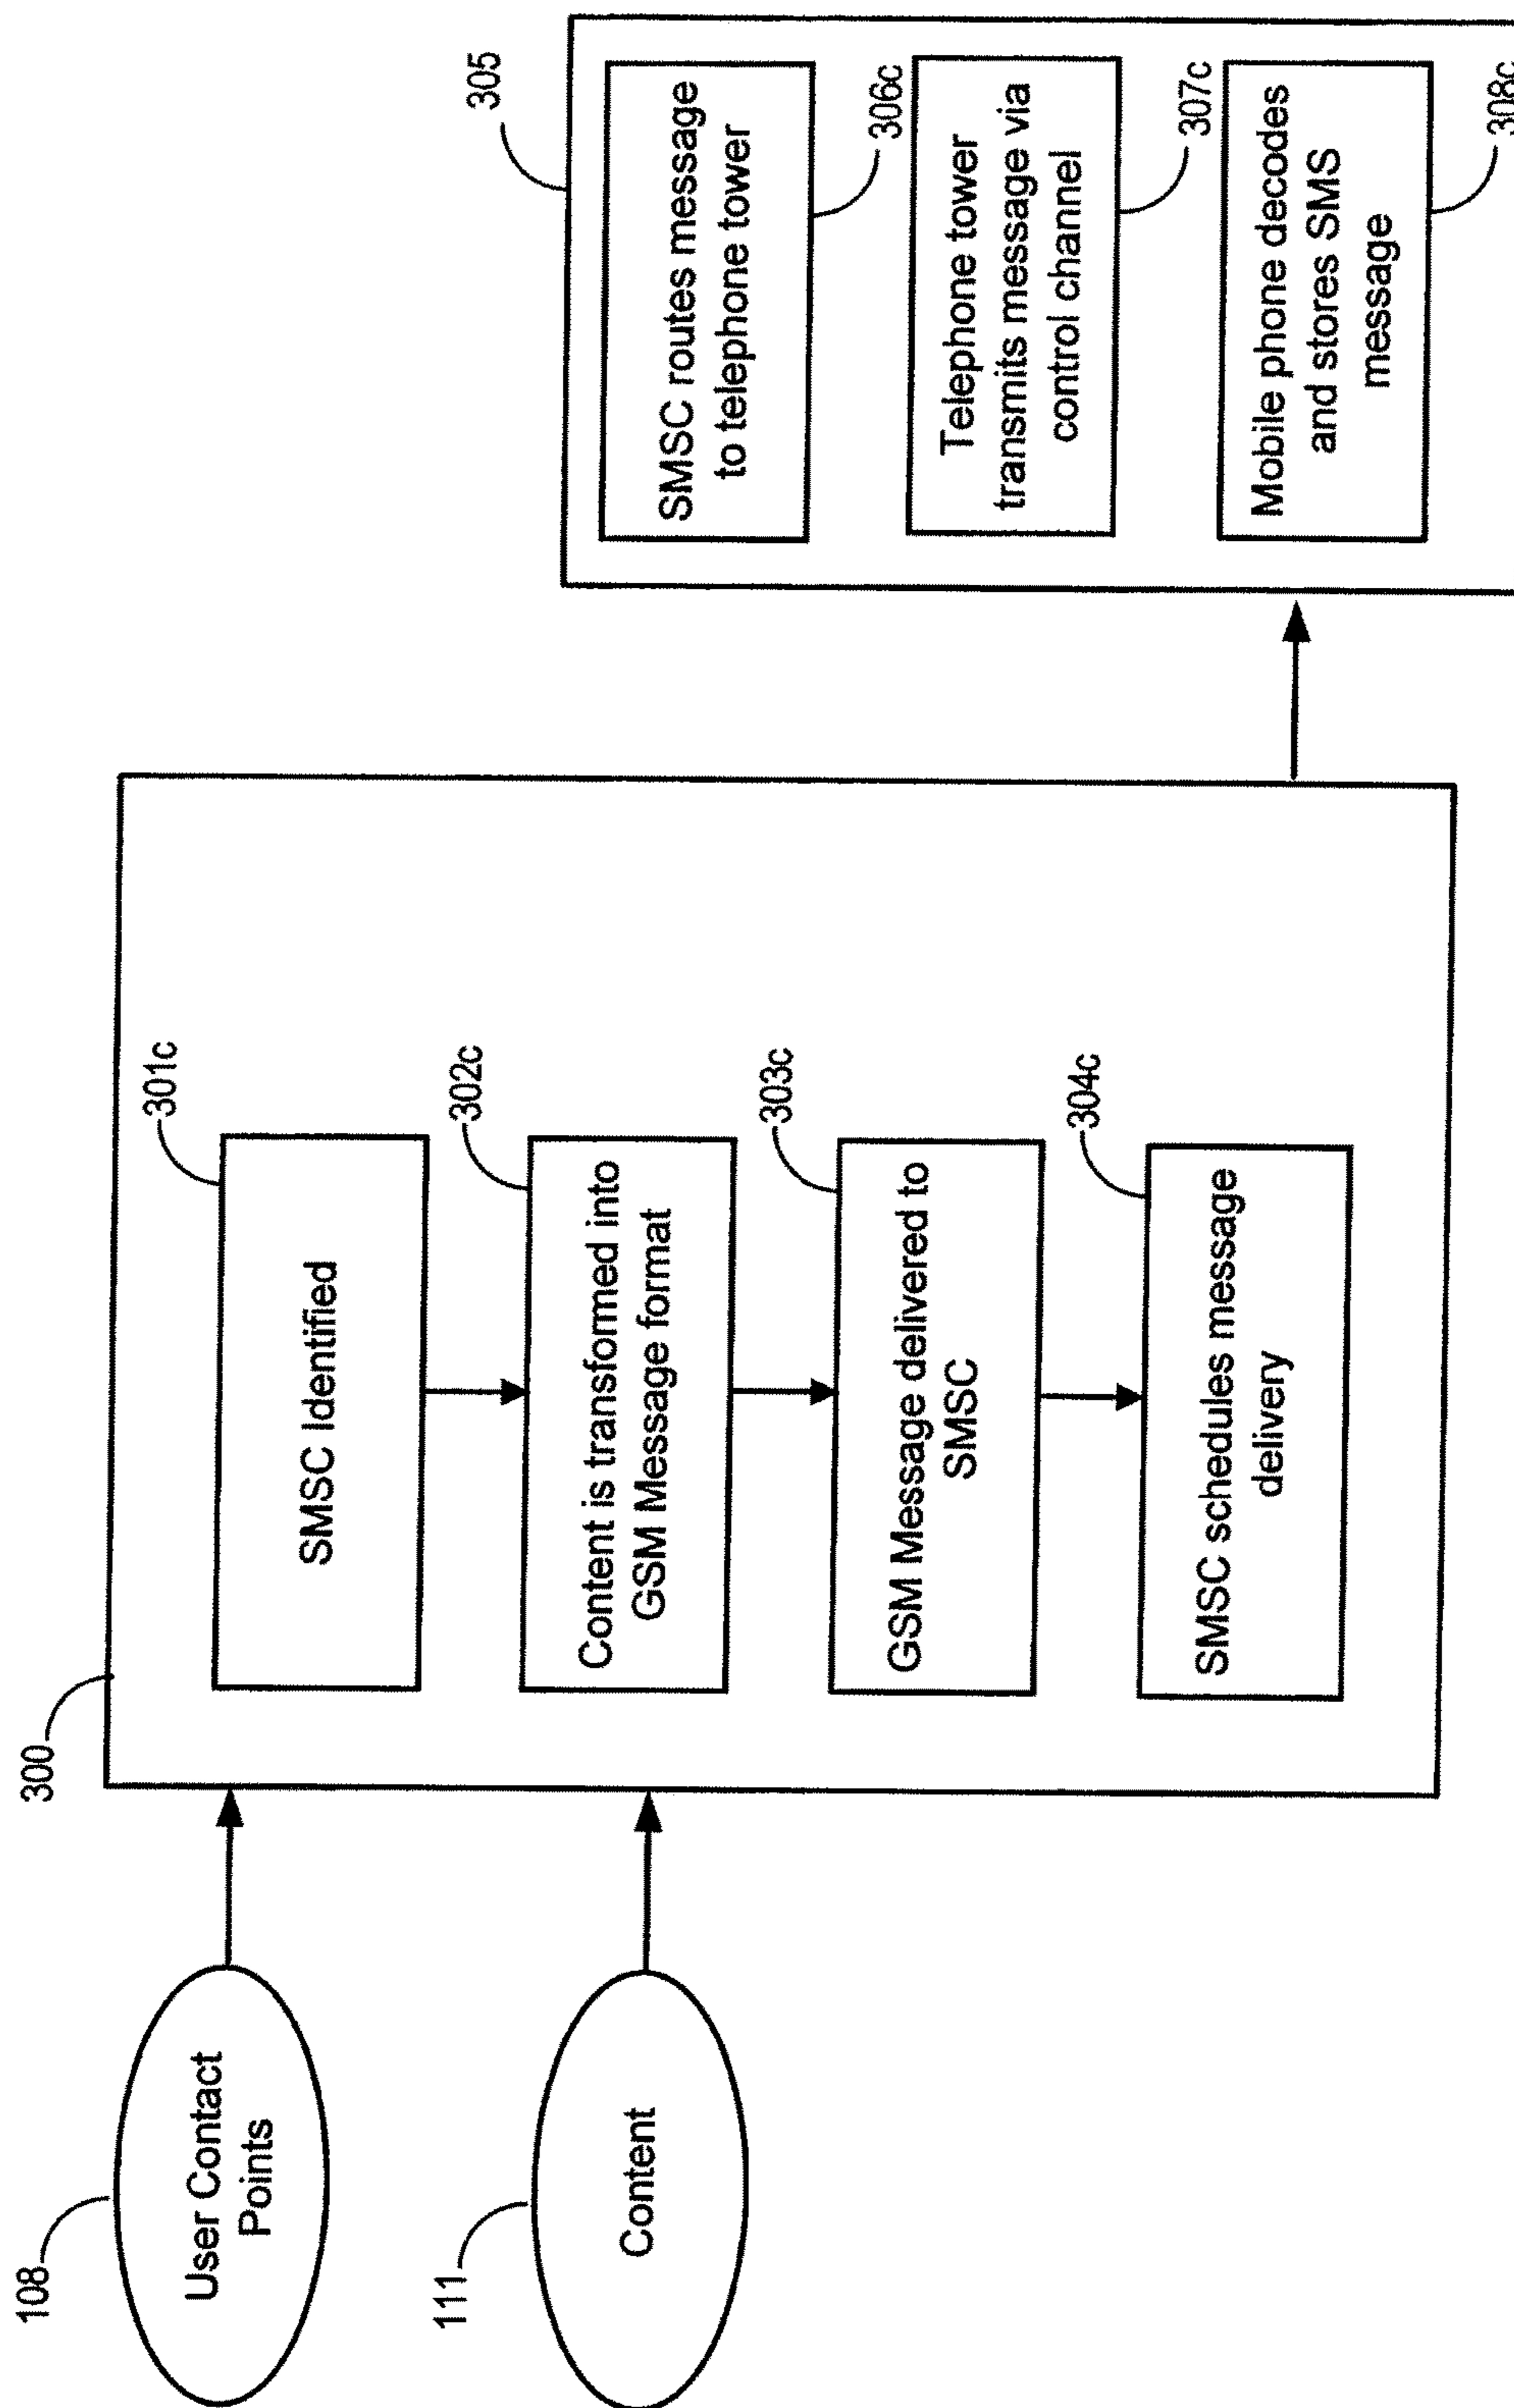 108
User Contact
Points
111
Content
300
301c
SMSC Identified
302c
Content is transformed into
GSM Message format
303c
GSM Message delivered to
SMSC
304c
SMSC schedules message
delivery
305
SMSC routes message
to telephone tower
306c
Telephone tower
transmits message via
control channel
307c
Mobile phone decodes
and stores SMS
message
308c